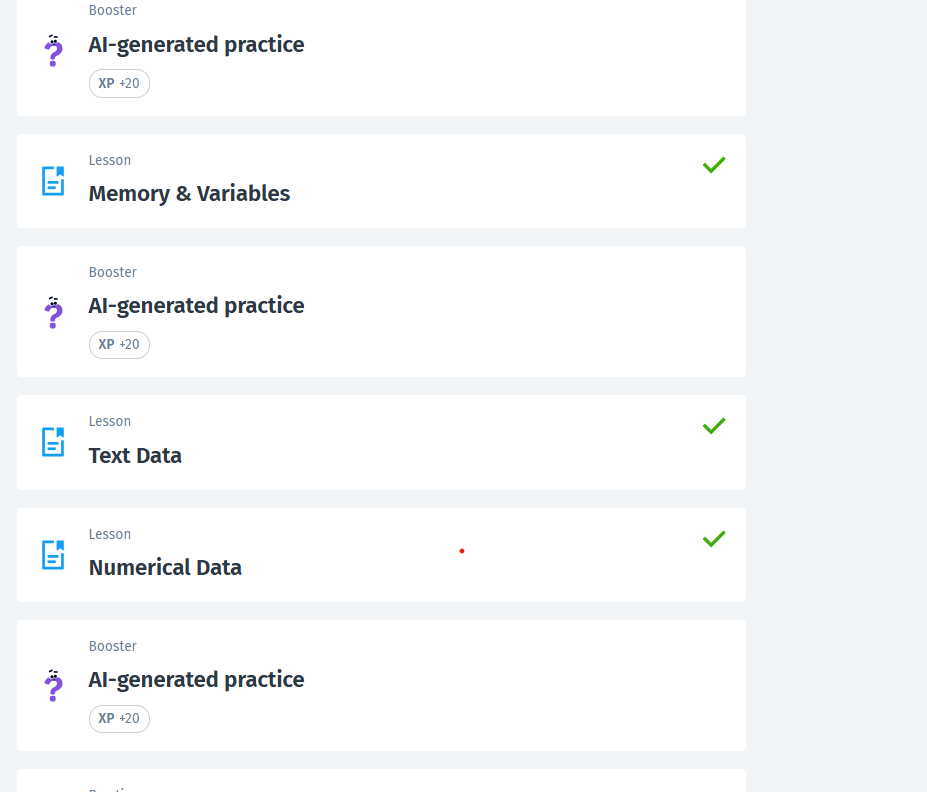 Booster
AI-generated practice
XP +20
Lesson
Memory & Variables
Booster
AI-generated practice
XP +20
Lesson
Text Data
Lesson
Numerical Data
Booster
AI-generated practice
XP +20